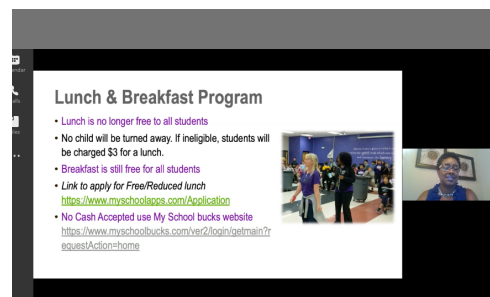 endar
alls
Lunch & Breakfast Program
• Lunch is no longer free to all students
• No child will be turned away. If ineligible, students will
be charged $3 for a lunch.
• Breakfast is still free for all students
• Link to apply for Free/Reduced lunch
https://www.myschoolapps.com/Application
• No Cash Accepted use My School bucks website
https://www.myschoolbucks.com/ver2/login/getmain?r
equestAction=home